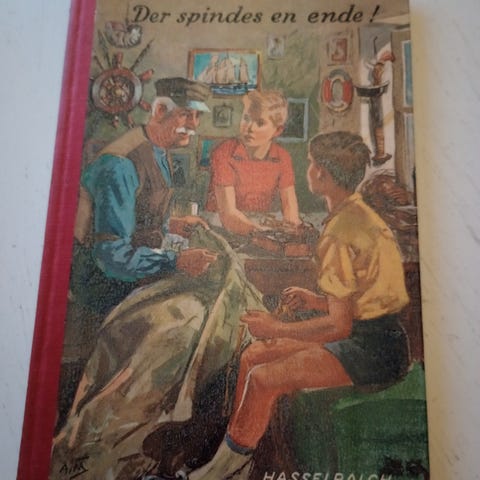 Der spindes en ende!
HASSELBALCH